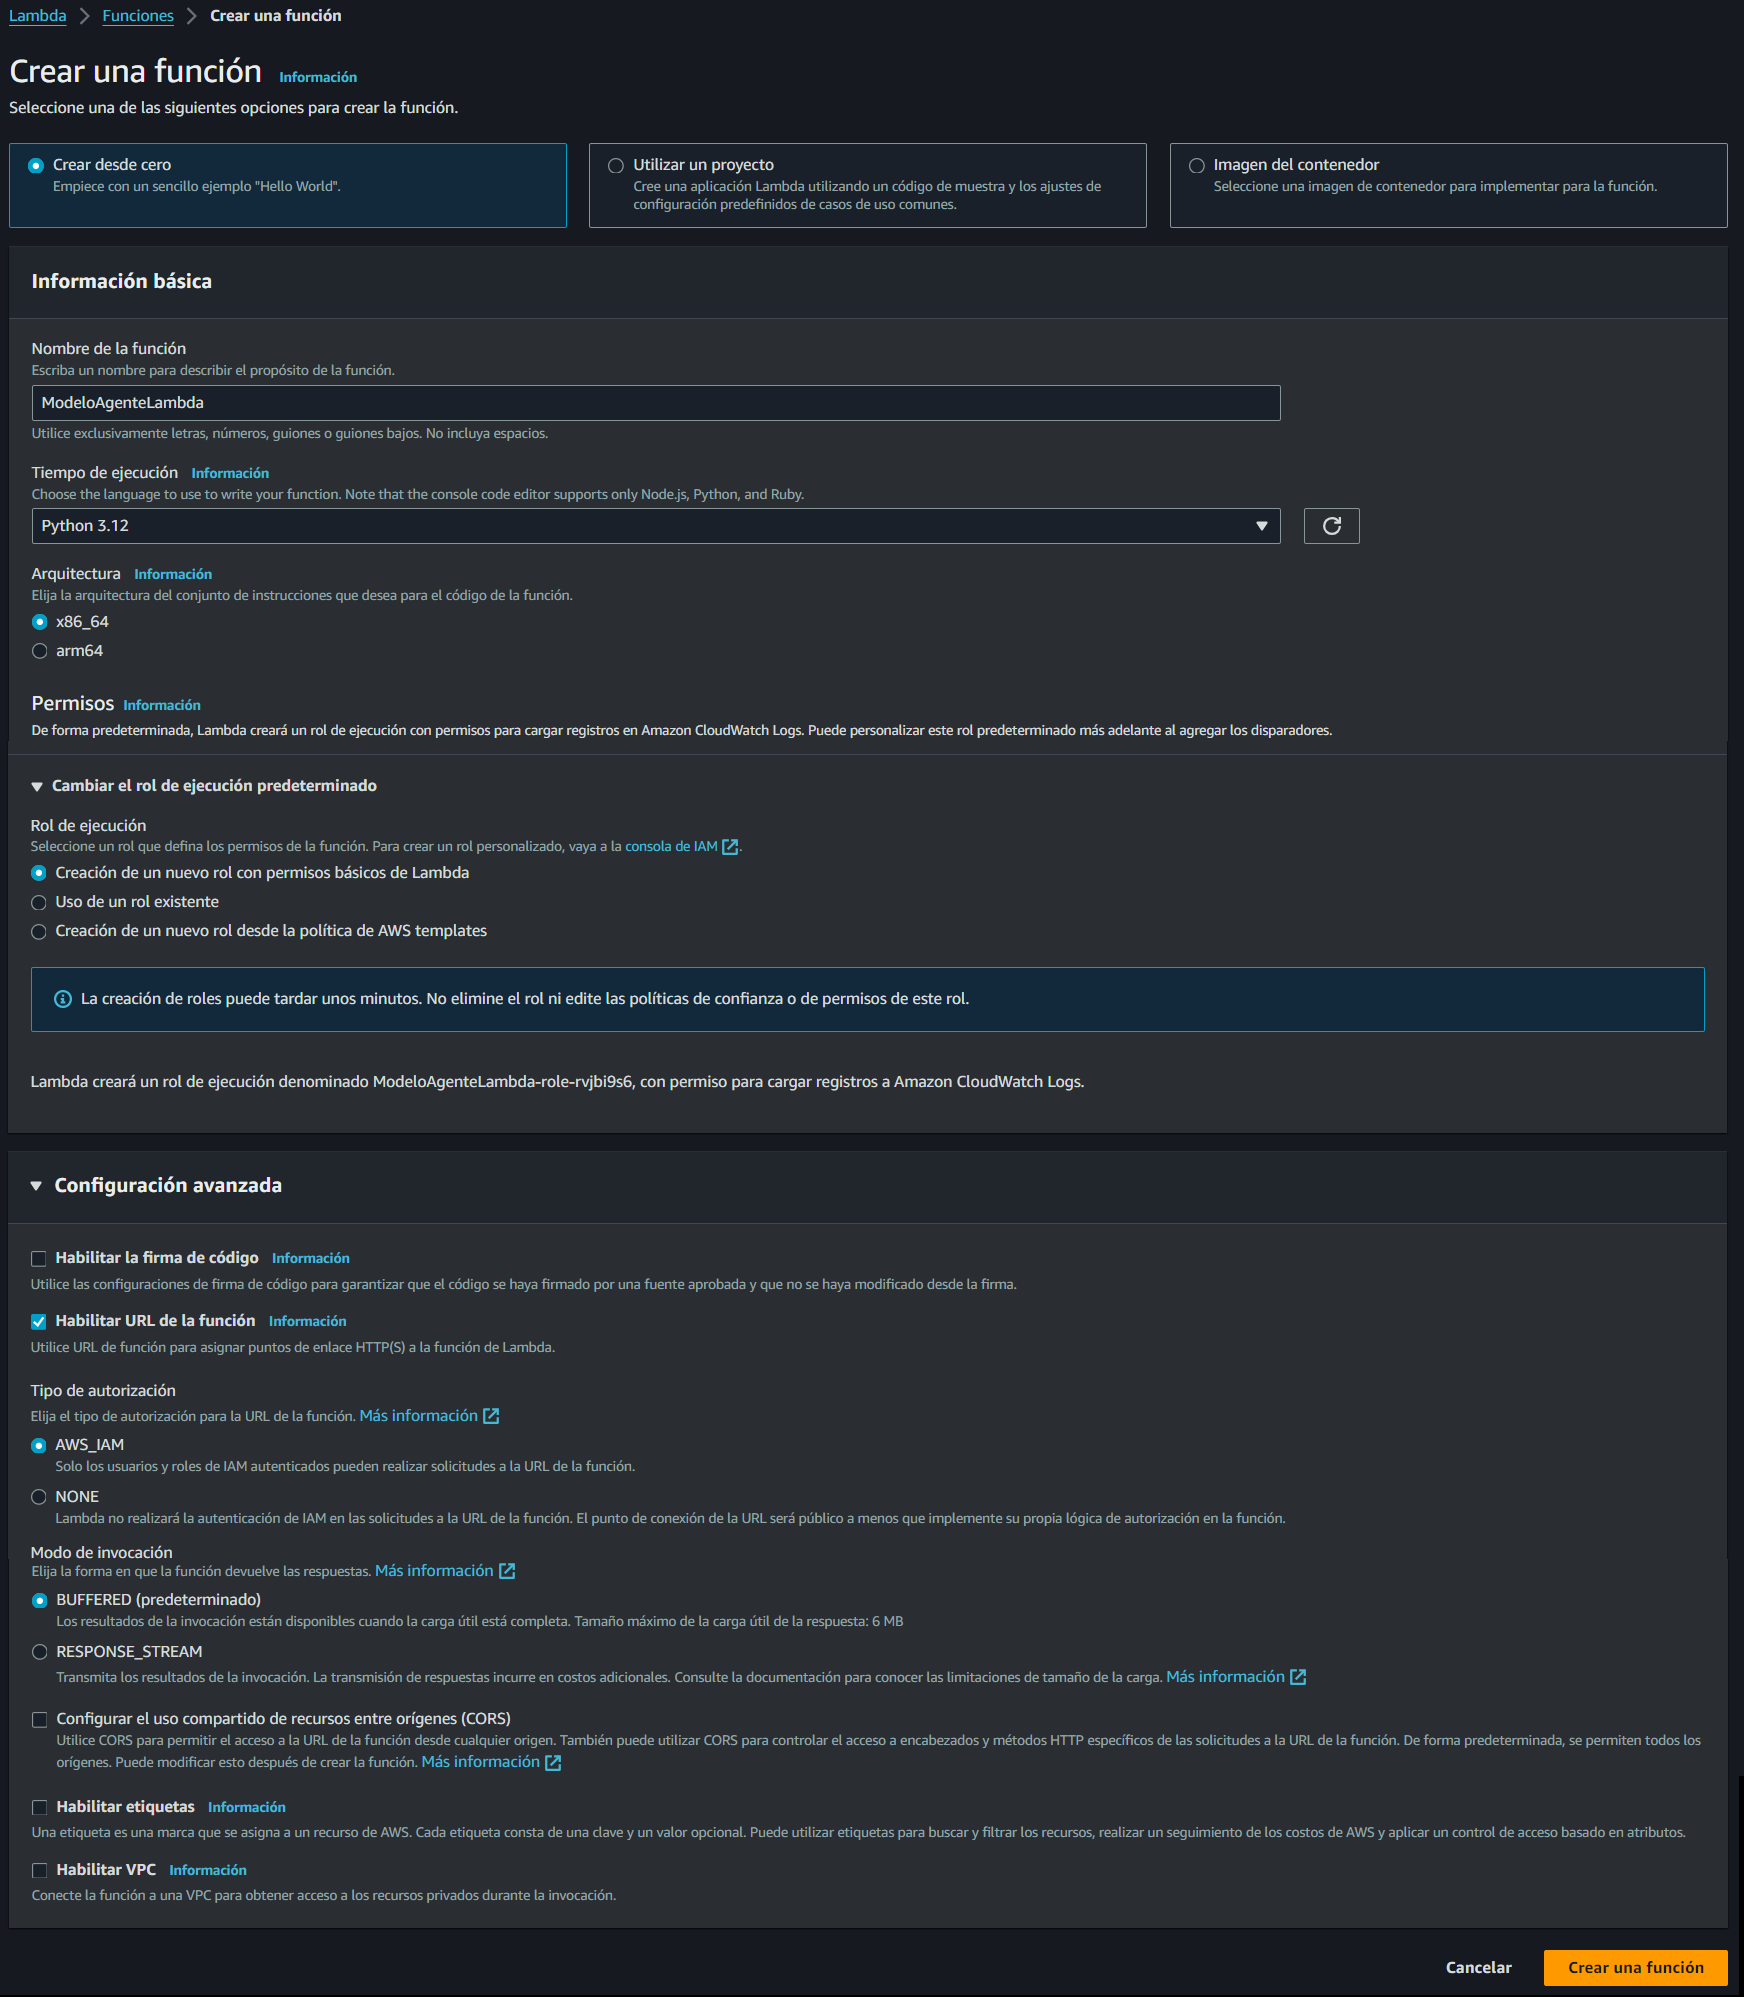 Lambda > Funciones > Crear una función
Crear una función Información
Seleccione una de las siguientes opciones para crear la función.
Crear desde cero
Empiece con un sencillo ejemplo "Hello World".
Utilizar un proyecto
Cree una aplicación Lambda utilizando un código de muestra y los ajustes de
configuración predefinidos de casos de uso comunes.
Imagen del contenedor
Seleccione una imagen de contenedor para implementar para la función.
Información básica
Nombre de la función
Escriba un nombre para describir el propósito de la función.
ModeloAgenteLambda
Utilice exclusivamente letras, números, guiones o guiones bajos. No incluya espacios.
Tiempo de ejecución Información
Choose the language to use to write your function. Note that the console code editor supports only Node.js, Python, and Ruby.
Python 3.12
Arquitectura Información
Elija la arquitectura del conjunto de instrucciones que desea para el código de la función.
x86_64
arm64
Permisos Información
De forma predeterminada, Lambda creará un rol de ejecución con permisos para cargar registros en Amazon CloudWatch Logs. Puede personalizar este rol predeterminado más adelante al agregar los disparadores.
Cambiar el rol de ejecución predeterminado
Rol de ejecución
Seleccione un rol que defina los permisos de la función. Para crear un rol personalizado, vaya a la consola de IAM.
Creación de un nuevo rol con permisos básicos de Lambda
Uso de un rol existente
Creación de un nuevo rol desde la política de AWS templates
La creación de roles puede tardar unos minutos. No elimine el rol ni edite las políticas de confianza o de permisos de este rol.
Lambda creará un rol de ejecución denominado ModeloAgenteLambda-role-rvjbi9s6, con permiso para cargar registros a Amazon CloudWatch Logs.
Configuración avanzada
Habilitar la firma de código Información
Utilice las configuraciones de firma de código para garantizar que el código se haya firmado por una fuente aprobada y que no se haya modificado desde la firma.
Habilitar URL de la función Información
Utilice URL de función para asignar puntos de enlace HTTP(S) a la función de Lambda.
Tipo de autorización
Elija el tipo de autorización para la URL de la función. Más información
AWS_IAM
Solo los usuarios y roles de IAM autenticados pueden realizar solicitudes a la URL de la función.
NONE
Lambda no realizará la autenticación de IAM en las solicitudes a la URL de la función. El punto de conexión de la URL será público a menos que implemente su propia lógica de autorización en la función.
Modo de invocación
Elija la forma en que la función devuelve las respuestas. Más información
BUFFERED (predeterminado)
Los resultados de la invocación están disponibles cuando la carga útil está completa. Tamaño máximo de la carga útil de la respuesta: 6 MB
RESPONSE_STREAM
Transmita los resultados de la invocación. La transmisión de respuestas incurre en costos adicionales. Consulte la documentación para conocer las limitaciones de tamaño de la carga. Más información
Configurar el uso compartido de recursos entre orígenes (CORS)
Utilice CORS para permitir el acceso a la URL de la función desde cualquier origen. También puede utilizar CORS para controlar el acceso a encabezados y métodos HTTP específicos de las solicitudes a la URL de la función. De forma predeterminada, se permiten todos los
orígenes. Puede modificar esto después de crear la función. Más información
Habilitar etiquetas Información
Una etiqueta es una marca que se asigna a un recurso de AWS. Cada etiqueta consta de una clave y un valor opcional. Puede utilizar etiquetas para buscar y filtrar los recursos, realizar un seguimiento de los costos de AWS y aplicar un control de acceso basado en atributos.
Habilitar VPC Información
Conecte la función a una VPC para obtener acceso a los recursos privados durante la invocación.
Cancelar
Crear una función